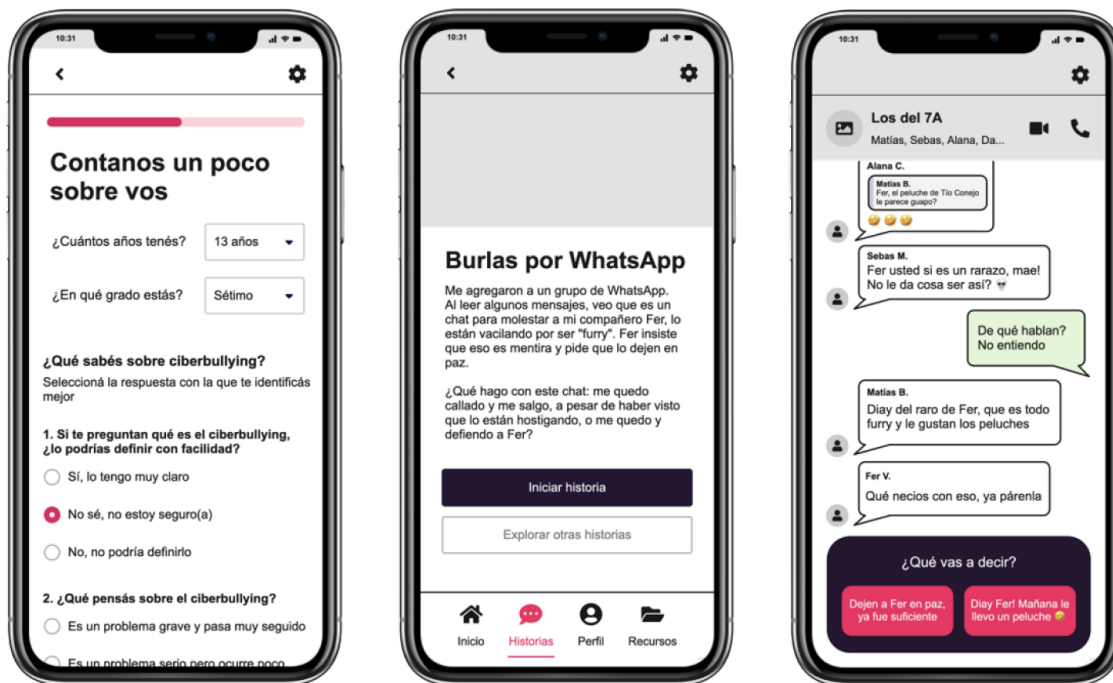 10:31
Contanos un poco
sobre vos
¿Cuántos años tenés?
13 años
¿En qué grado estás?
Sétimo
¿Qué sabés sobre ciberbullying?
Seleccioná la respuesta con la que te identificás
mejor
1. Si te preguntan qué es el ciberbullying,
¿lo podrías definir con facilidad?
Sí, lo tengo muy claro
No sé, no estoy seguro(a)
No, no podría definirlo
2. ¿Qué pensás sobre el ciberbullying?
Es un problema grave y pasa muy seguido
Es un problema serio pero ocurre poco
10:31
Burlas por WhatsApp
Me agregaron a un grupo de WhatsApp.
Al leer algunos mensajes, veo que es un
chat para molestar a mi compañero Fer, lo
están vacilando por ser "furry". Fer insiste
que eso es mentira y pide que lo dejen en
paz.
¿Qué hago con este chat: me quedo
callado y me salgo, a pesar de haber visto
que lo están hostigando, o me quedo y
defiendo a Fer?
Iniciar historia
Explorar otras historias
Inicio
Historias
Perfil
Recursos
10:31
Los del 7A
Matías, Sebas, Alana, Da...
Alana C.
Matías B.
Fer, el peluche de Tío Conejo
le parece guapo?
🤣 🤣 🤣
Sebas M.
Fer usted si es un rarazo, mae!
No le da cosa ser así? ☠️
De qué hablan?
No entiendo
Matías B.
Diay del raro de Fer, que es todo
furry y le gustan los peluches
Fer V.
Qué necios con eso, ya párenla
¿Qué vas a decir?
Dejen a Fer en paz,
ya fue suficiente
Diay Fer! Mañana le
llevo un peluche 🤣